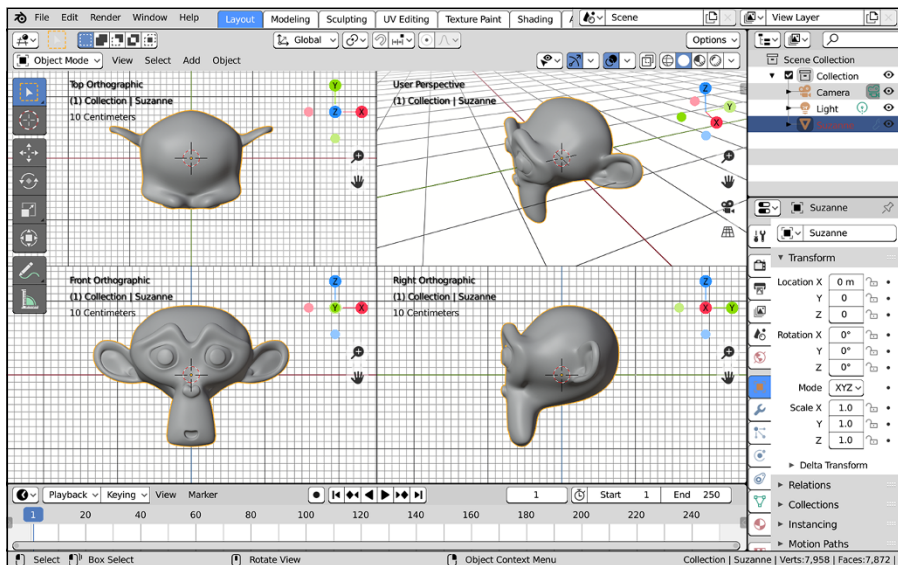 File Edit Render Window Help Layout Modeling Sculpting UV Editing Texture Paint Shading Scene View Layer
Global Options
Object Mode View Select Add Object
Scene Collection
Collection
Camera
Light
Top Orthographic
(1) Collection | Suzanne
10 Centimeters
Y
Z X
User Perspective
(1) Collection | Suzanne
Z
Y
X
Front Orthographic
(1) Collection | Suzanne
10 Centimeters
Z
Y X
Right Orthographic
(1) Collection | Suzanne
10 Centimeters
Z
X Y
Suzanne
Suzanne
Transform
Location X 0 m
Y 0
Z 0
Rotation X 0°
Y 0°
Z 0°
Mode XYZ
Scale X 1.0
Y 1.0
Z 1.0
Delta Transform
Relations
Collections
Instancing
Motion Paths
Playback Keying View Marker 1 Start 1 End 250
1 20 40 60 80 100 120 140 160 180 200 220 240
Select Box Select Rotate View Object Context Menu Collection | Suzanne | Verts:7,958 | Faces:7,872 |